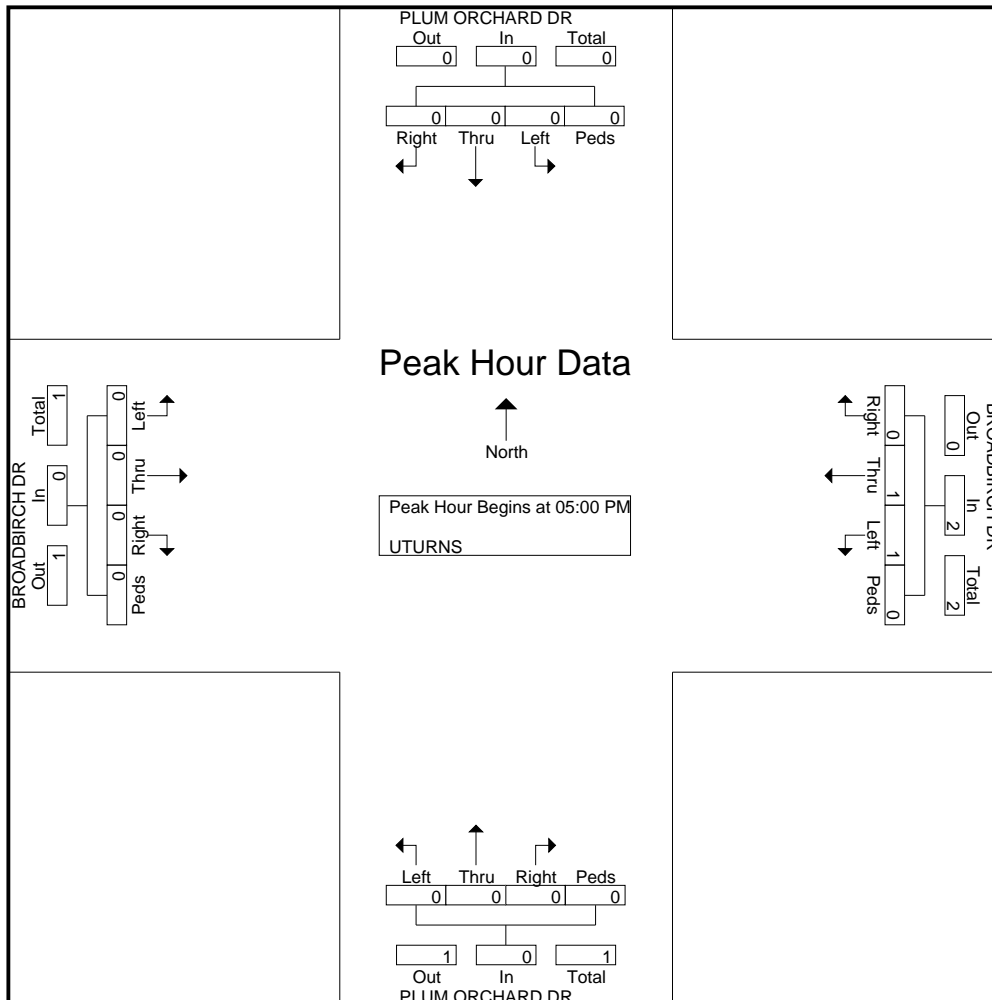 PLUM ORCHARD DR
Out In Total
0 0 0
0 0 0 0
Right Thru Left Peds
Peak Hour Data
North
Peak Hour Begins at 05:00 PM
UTURNS
BROADBIRCH DR
Total In Out
1 0 1
0 0 0 0
Left Thru Right Peds
Right Thru Left Peds
0 1 1 0
0 2 2
Out In Total
BROADBIRCH DR
Left Thru Right Peds
0 0 0 0
1 0 1
Out In Total
PLUM ORCHARD DR